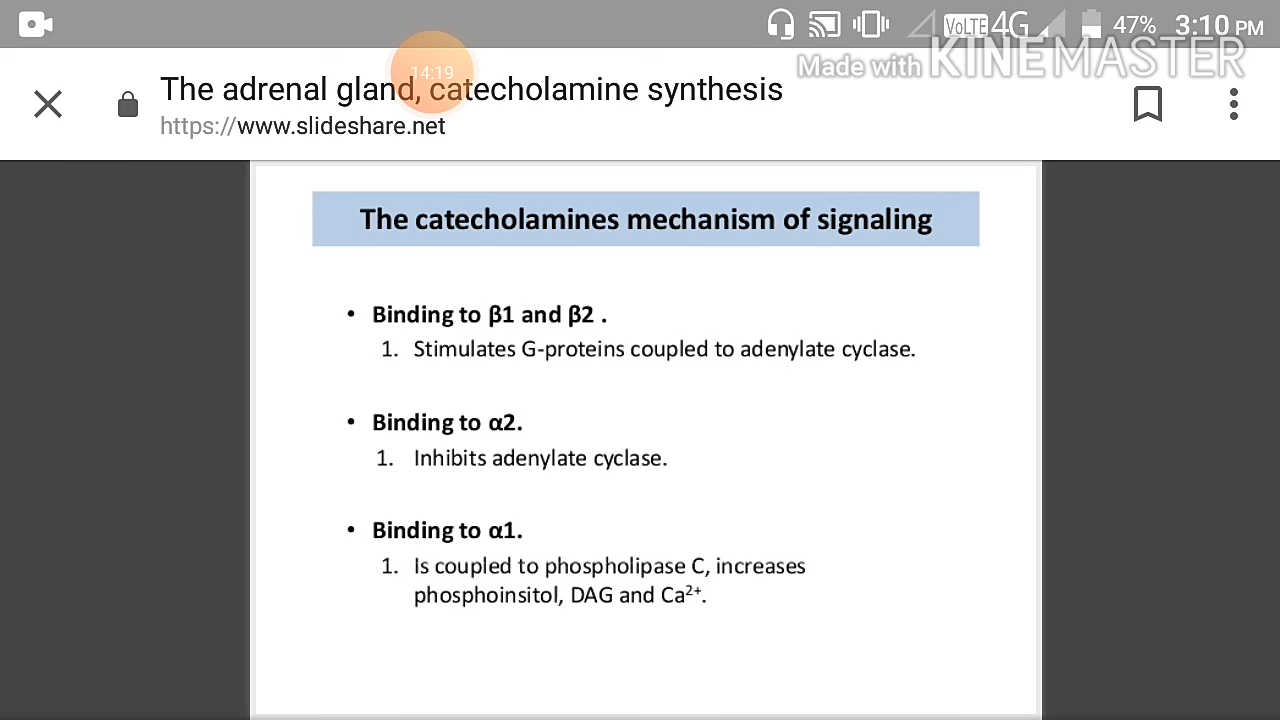 VoLTE 4G 47% 3:10 PM
Made with KINEMASTER
14:19
The adrenal gland, catecholamine synthesis
https://www.slideshare.net
The catecholamines mechanism of signaling
• Binding to β1 and β2 .
1. Stimulates G-proteins coupled to adenylate cyclase.
• Binding to α2.
1. Inhibits adenylate cyclase.
• Binding to α1.
1. Is coupled to phospholipase C, increases
phosphoinsitol, DAG and Ca²⁺.